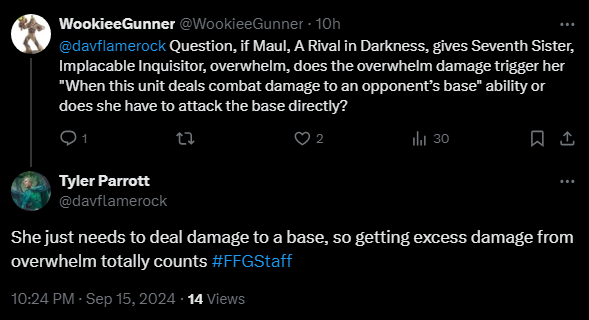 WookieeGunner @WookieeGunner · 10h
@davflamerock Question, if Maul, A Rival in Darkness, gives Seventh Sister,
Implacable Inquisitor, overwhelm, does the overwhelm damage trigger her
"When this unit deals combat damage to an opponent’s base" ability or
does she have to attack the base directly?
1 2 30
Tyler Parrott
@davflamerock
She just needs to deal damage to a base, so getting excess damage from
overwhelm totally counts #FFGStaff
10:24 PM · Sep 15, 2024 · 14 Views